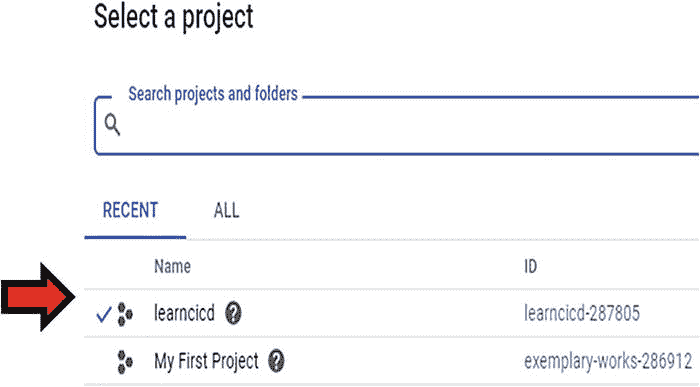 Select a project
Search projects and folders
RECENT ALL
Name ID
learncicd learncicd-287805
My First Project exemplary-works-286912